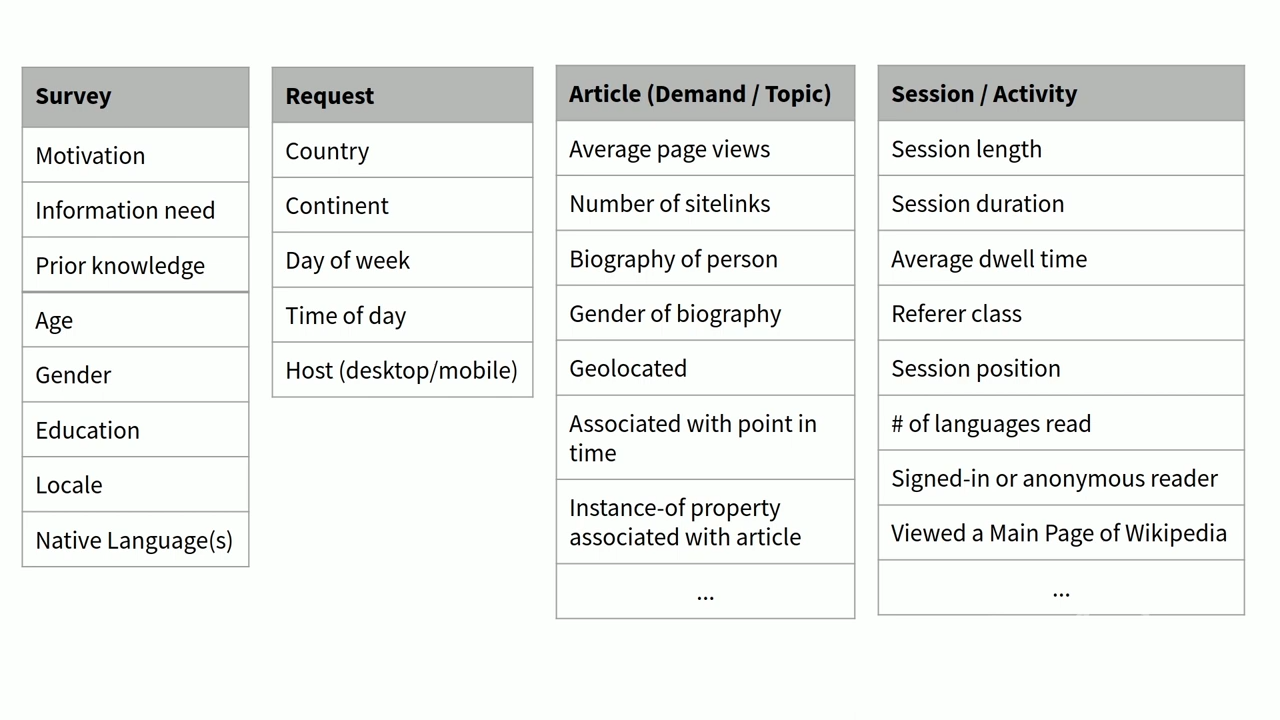 Survey
Motivation
Information need
Prior knowledge
Age
Gender
Education
Locale
Native Language(s)
Request
Country
Continent
Day of week
Time of day
Host (desktop/mobile)
Article (Demand / Topic)
Average page views
Number of sitelinks
Biography of person
Gender of biography
Geolocated
Associated with point in
time
Instance-of property
associated with article
...
Session / Activity
Session length
Session duration
Average dwell time
Referer class
Session position
# of languages read
Signed-in or anonymous reader
Viewed a Main Page of Wikipedia
...